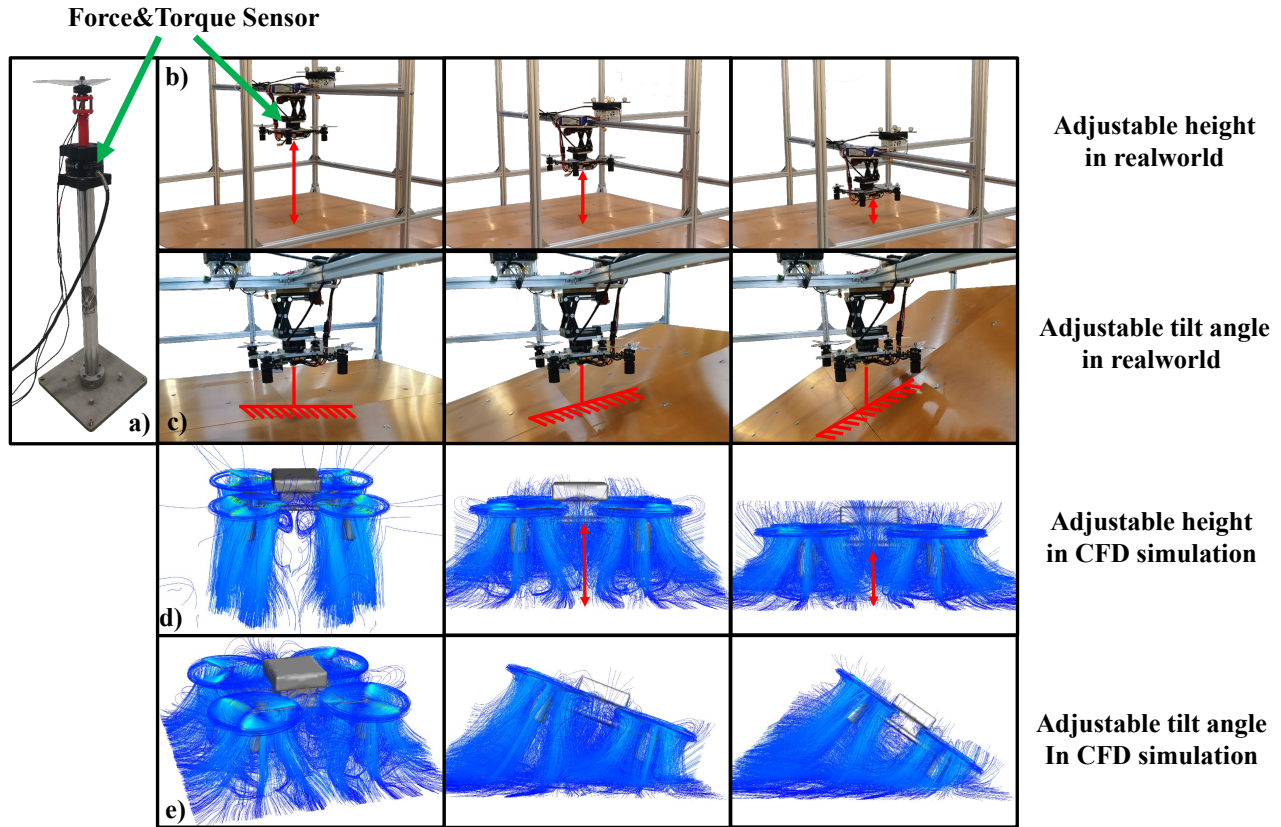 Force&Torque Sensor
a)
b)
Adjustable height
in realworld
c)
Adjustable tilt angle
in realworld
d)
Adjustable height
in CFD simulation
e)
Adjustable tilt angle
In CFD simulation